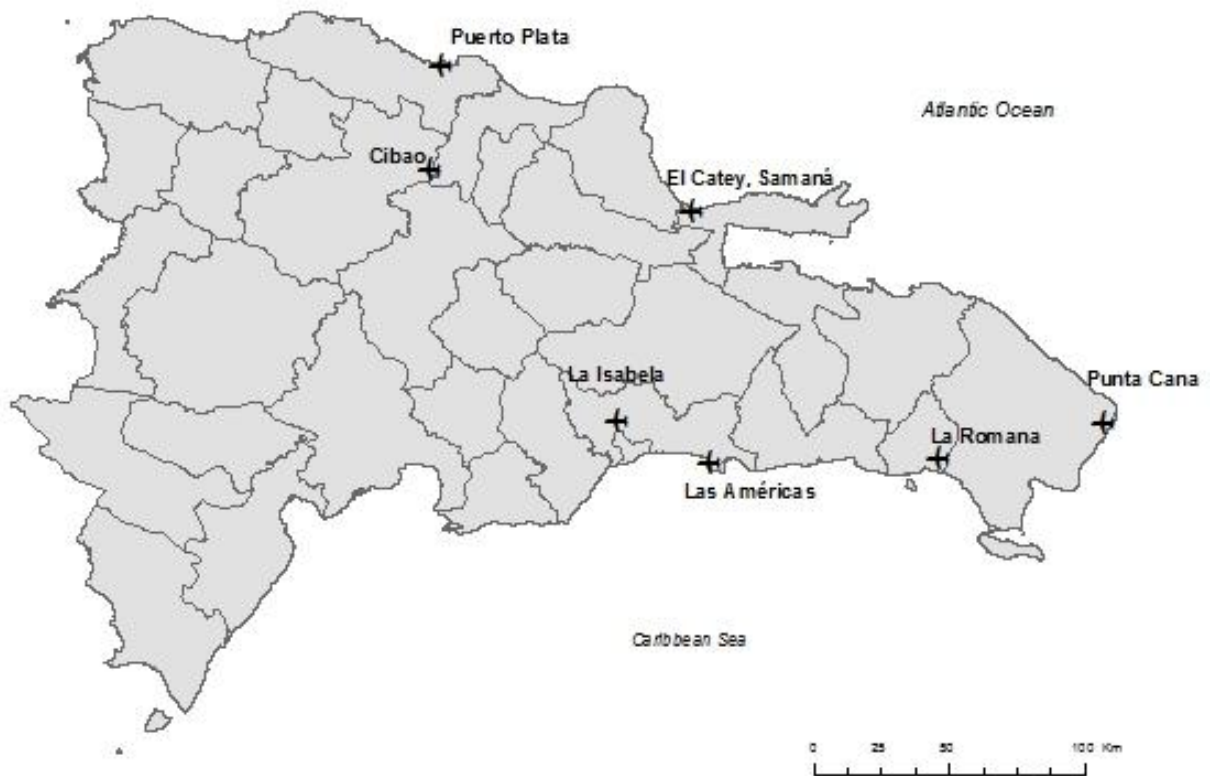 Puerto Plata
Atlantic Ocean
Cibao
El Catey, Samaná
La Isabela
Punta Cana
La Romana
Las Américas
Caribbean Sea
0 25 50 100 Km